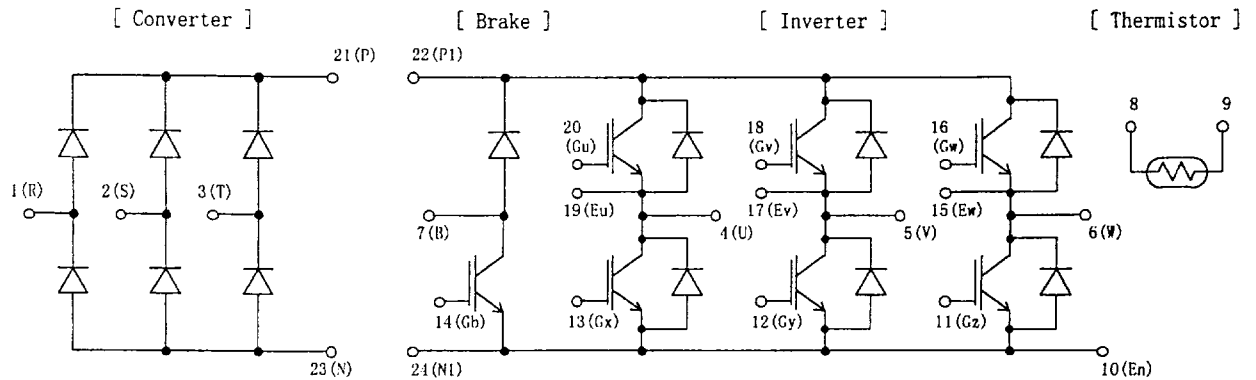 [ Converter ]
[ Brake ]
[ Inverter ]
[ Thermistor ]
21(P)
22(P1)
20
(Gu)
18
(Gv)
16
(Gw)
8
9
1(R)
2(S)
3(T)
19(Eu)
17(Ev)
15(Ew)
7(B)
4(U)
5(V)
6(W)
14(Gb)
13(Gx)
12(Gy)
11(Gz)
23(N)
24(N1)
10(En)